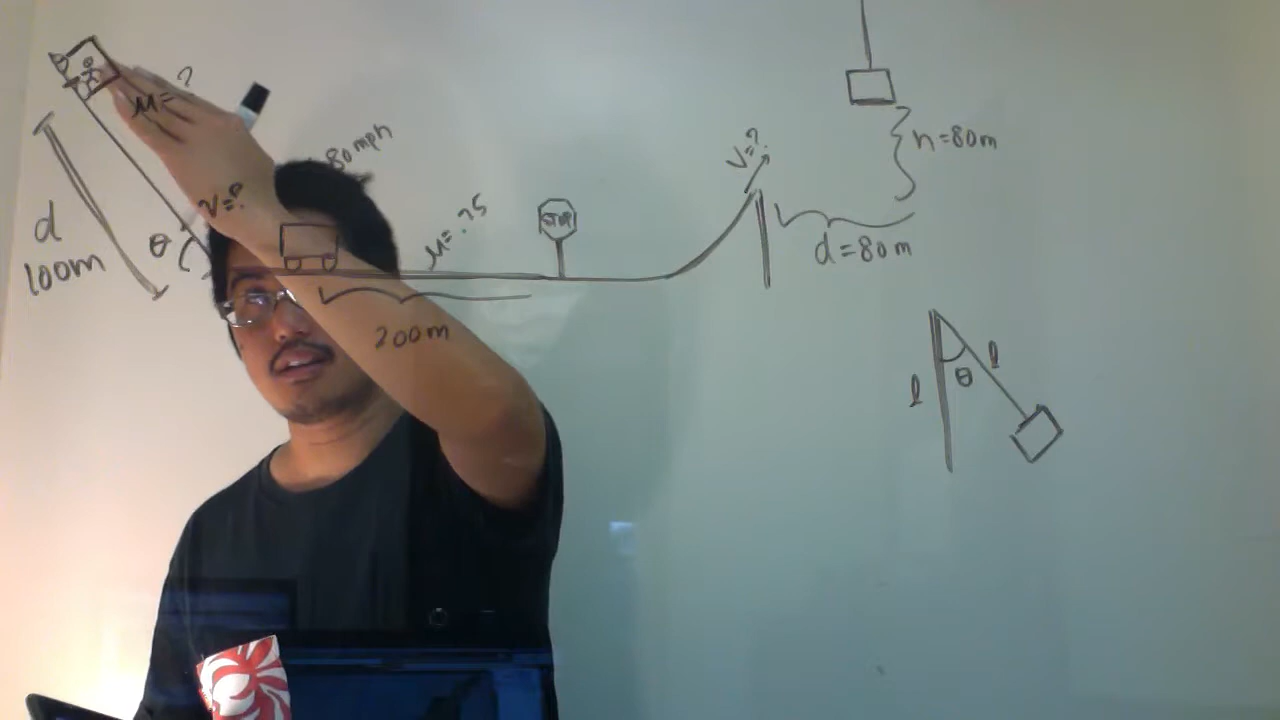 μ=?
d
100m
θ
v=?
80mph
μ=.75
200m
STOP
v=?
h=80m
d=80m
l
θ
l